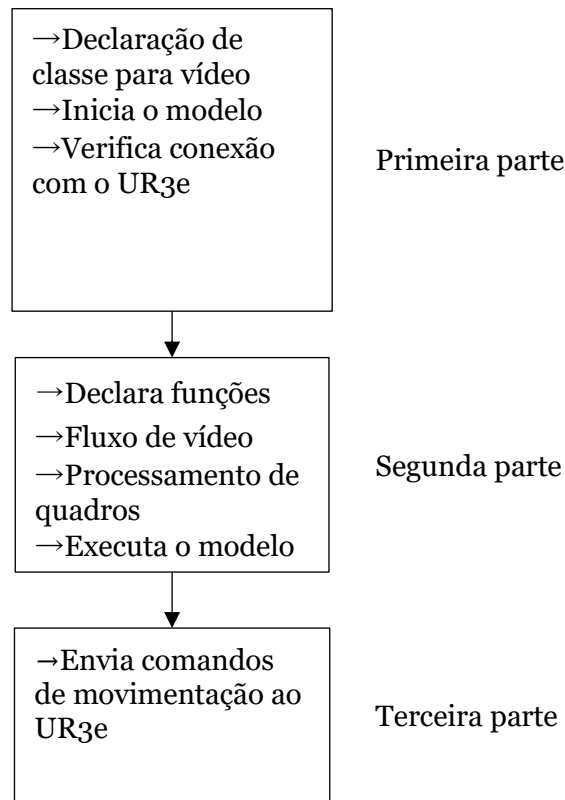 →Declaração de
classe para vídeo
→Inicia o modelo
→Verifica conexão
com o UR3e
Primeira parte
→Declara funções
→Fluxo de vídeo
→Processamento de
quadros
→Executa o modelo
Segunda parte
→Envia comandos
de movimentação ao
UR3e
Terceira parte